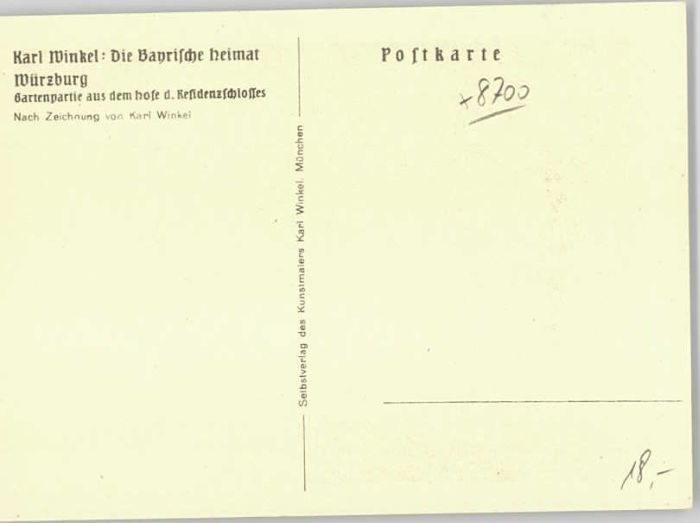 Karl Winkel: Die Bayrische Heimat
Würzburg
Gartenpartie aus dem Hofe d. Residenzschlosses
Nach Zeichnung von Karl Winkel
Selbstverlag des Kunstmalers Karl Winkel, München
Postkarte
x8700
18,-